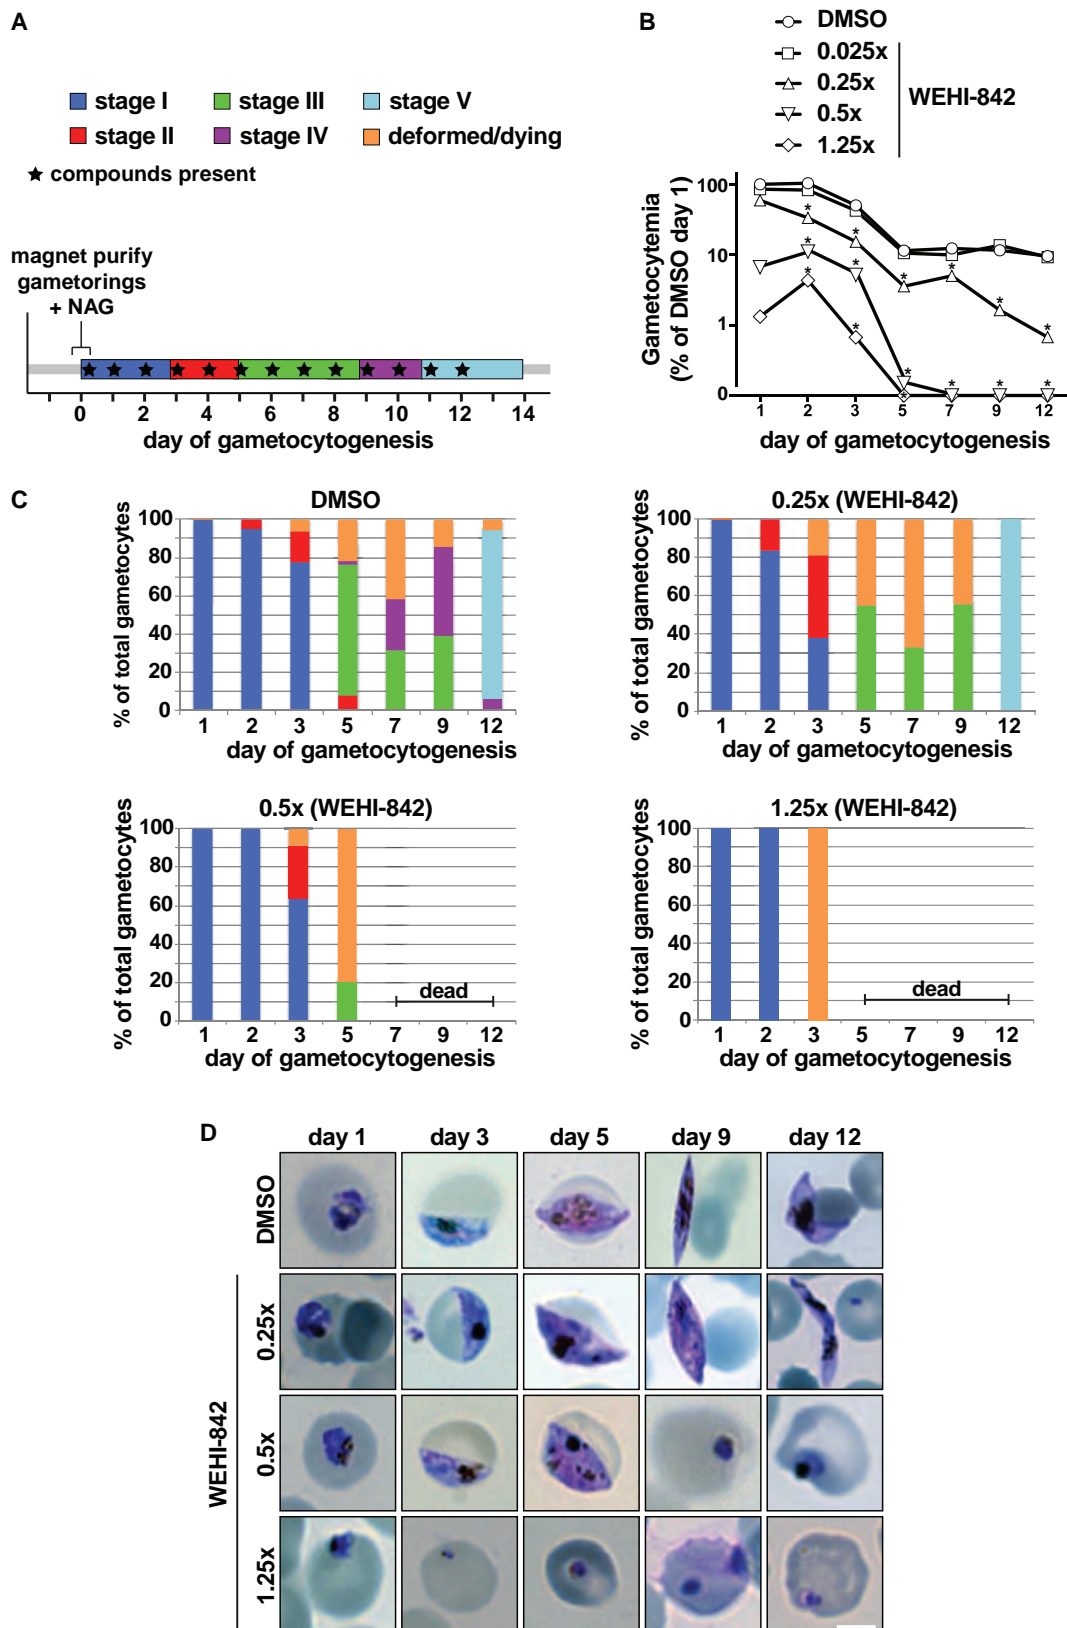 A
stage I
stage III
stage V
stage II
stage IV
deformed/dying
★ compounds present
magnet purify
gametorings
+ NAG
0 2 4 6 8 10 12 14
day of gametocytogenesis
B
DMSO
0.025x
0.25x
0.5x
1.25x
WEHI-842
Gametocytemia
(% of DMSO day 1)
100
10
1
0
1 2 3 5 7 9 12
day of gametocytogenesis
C
DMSO
% of total gametocytes
100
80
60
40
20
0
1 2 3 5 7 9 12
day of gametocytogenesis
0.25x (WEHI-842)
% of total gametocytes
100
80
60
40
20
0
1 2 3 5 7 9 12
day of gametocytogenesis
0.5x (WEHI-842)
% of total gametocytes
100
80
60
40
20
0
dead
1 2 3 5 7 9 12
day of gametocytogenesis
1.25x (WEHI-842)
% of total gametocytes
100
80
60
40
20
0
dead
1 2 3 5 7 9 12
day of gametocytogenesis
D
day 1 day 3 day 5 day 9 day 12
DMSO
WEHI-842
0.25x
0.5x
1.25x